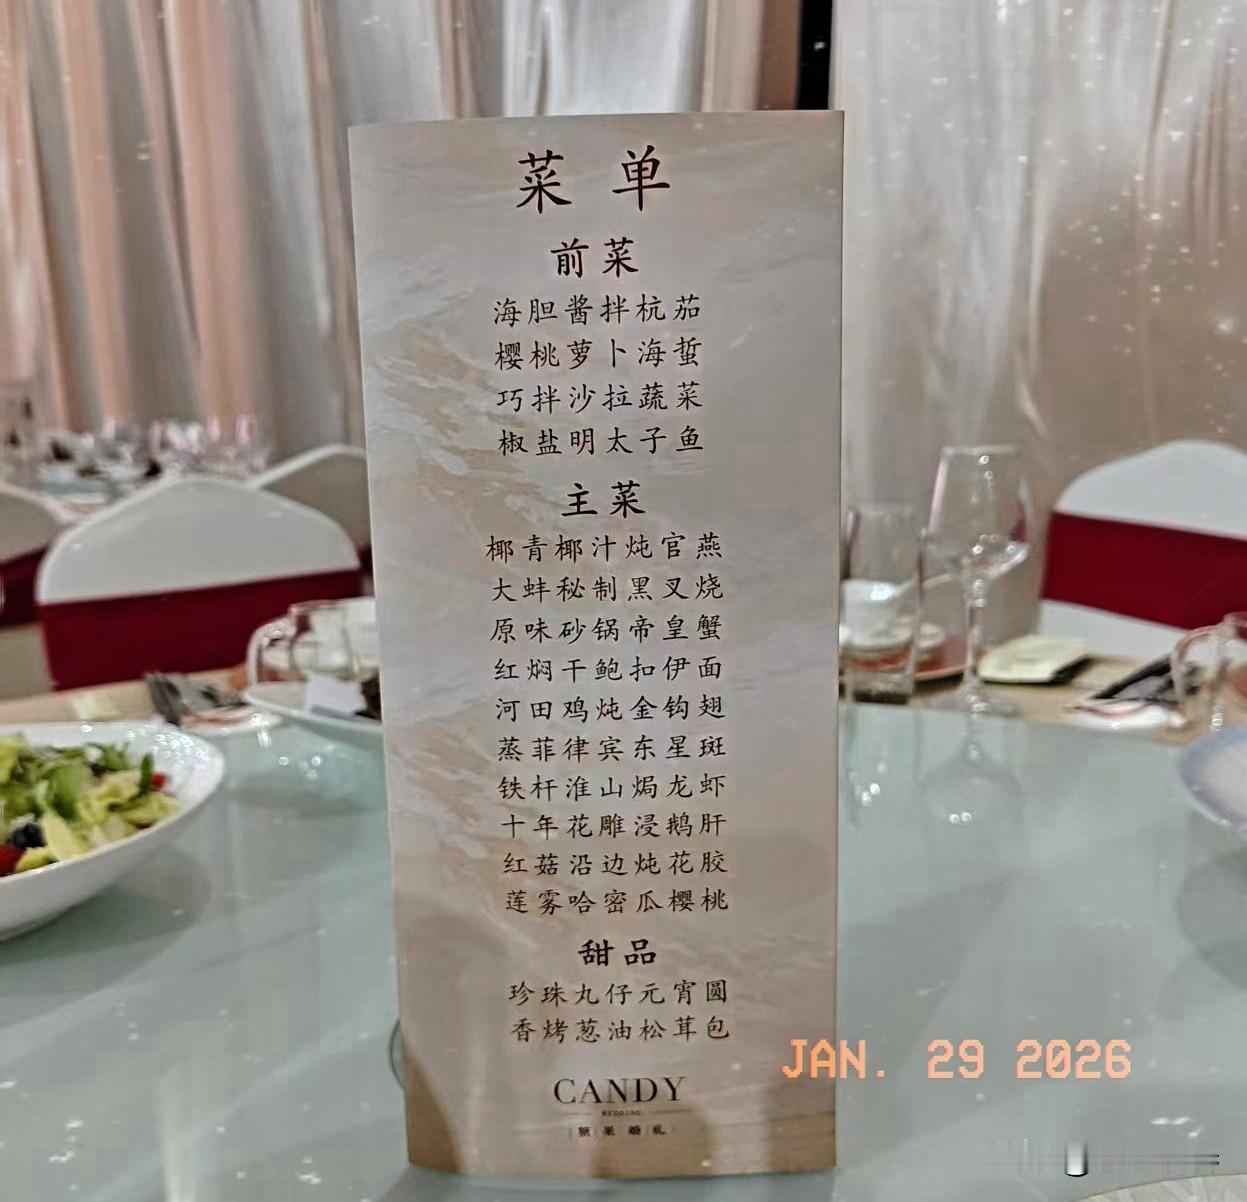 菜单
前菜
海胆酱拌杭茄
樱桃萝卜海蜇
巧拌沙拉蔬菜
椒盐明太子鱼
主菜
椰青椰汁炖官燕
大蚌秘制黑叉烧
原味砂锅帝皇蟹
红焖干鲍扣伊面
河田鸡炖金钩翅
蒸菲律宾东星斑
铁杆淮山焗龙虾
十年花雕浸鹅肝
红菇沿边炖花胶
莲雾哈密瓜樱桃
甜品
珍珠丸仔元宵圆
香烤葱油松茸包
CANDY
WEDDING
糖果婚礼
JAN. 29 2026